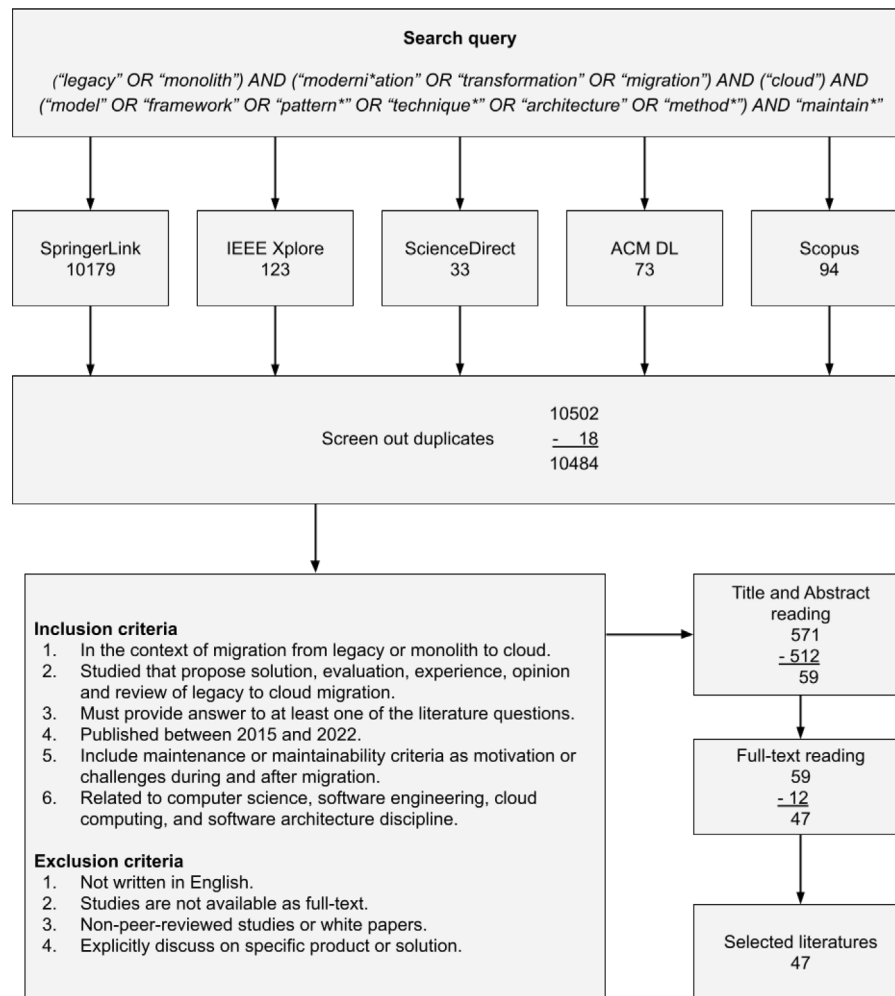 Search query
(“legacy” OR “monolith”) AND (“moderni*ation” OR “transformation” OR “migration”) AND (“cloud”) AND
(“model” OR “framework” OR “pattern*” OR “technique*” OR “architecture” OR “method*”) AND “maintain*”
SpringerLink
10179
IEEE Xplore
123
ScienceDirect
33
ACM DL
73
Scopus
94
Screen out duplicates
10502
- 18
10484
Inclusion criteria
1. In the context of migration from legacy or monolith to cloud.
2. Studied that propose solution, evaluation, experience, opinion
and review of legacy to cloud migration.
3. Must provide answer to at least one of the literature questions.
4. Published between 2015 and 2022.
5. Include maintenance or maintainability criteria as motivation or
challenges during and after migration.
6. Related to computer science, software engineering, cloud
computing, and software architecture discipline.
Exclusion criteria
1. Not written in English.
2. Studies are not available as full-text.
3. Non-peer-reviewed studies or white papers.
4. Explicitly discuss on specific product or solution.
Title and Abstract
reading
571
- 512
59
Full-text reading
59
- 12
47
Selected literatures
47